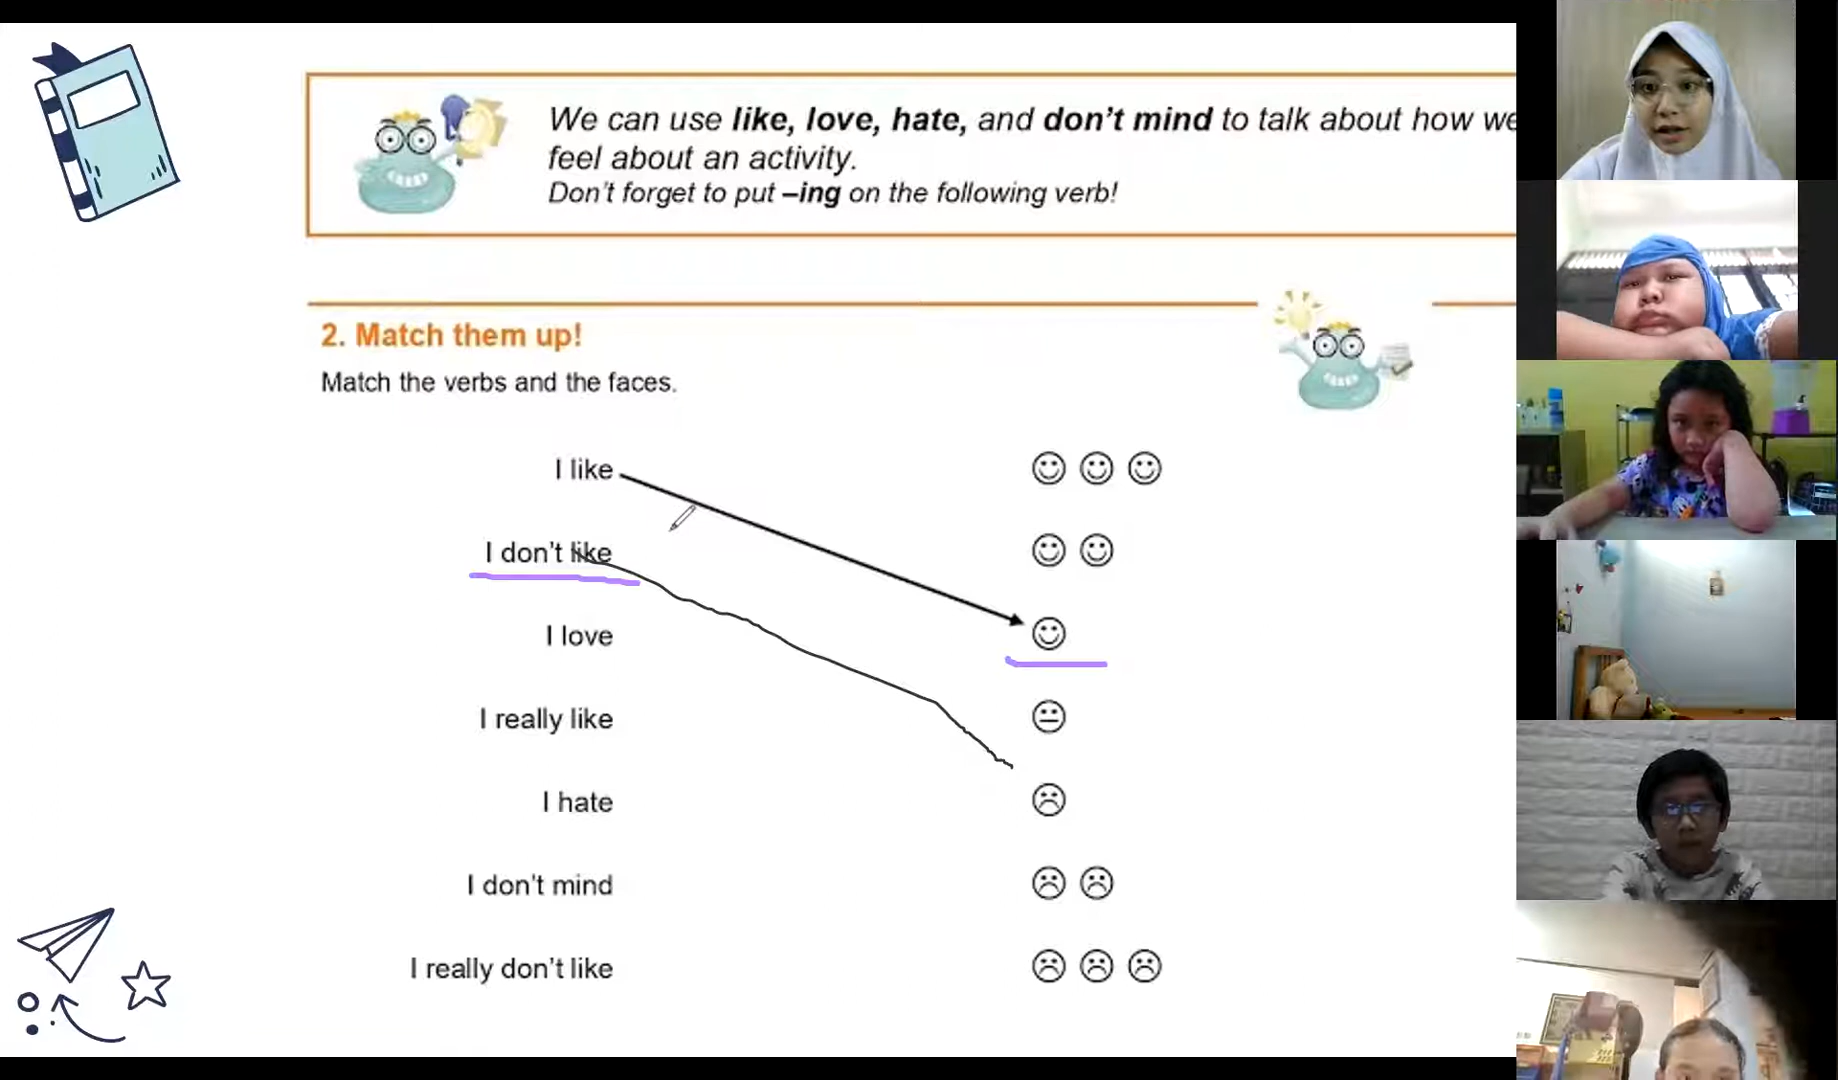 We can use like, love, hate, and don't mind to talk about how we
feel about an activity.
Don't forget to put –ing on the following verb!
2. Match them up!
Match the verbs and the faces.
I like
I don't like
I love
I really like
I hate
I don't mind
I really don't like